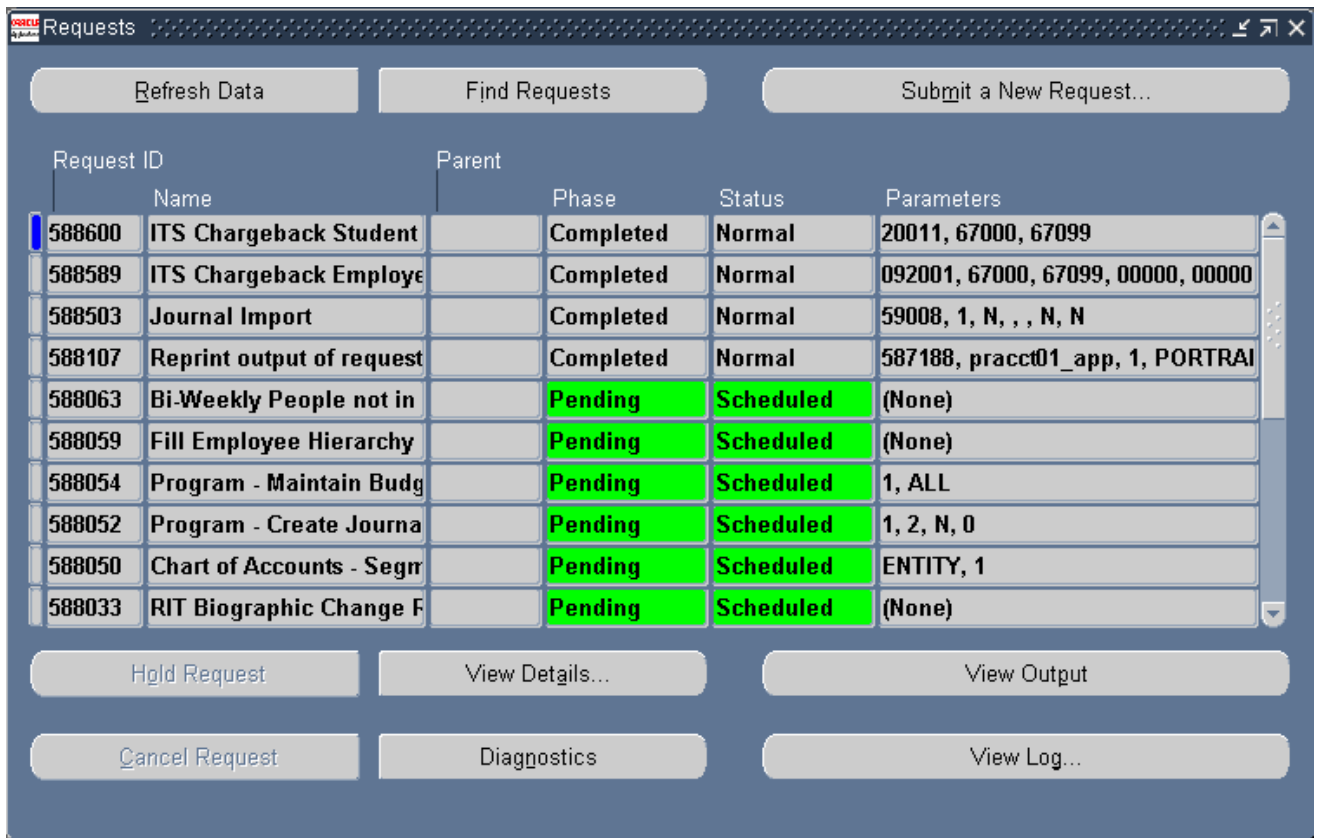 ORACLE
Requests
Refresh Data Find Requests Submit a New Request...
Request ID Parent
Name Phase Status Parameters
588600 ITS Chargeback Student Completed Normal 20011, 67000, 67099
588589 ITS Chargeback Employe Completed Normal 092001, 67000, 67099, 00000, 00000
588503 Journal Import Completed Normal 59008, 1, N, , , N, N
588107 Reprint output of request Completed Normal 587188, pracct01_app, 1, PORTRAI
588063 Bi-Weekly People not in Pending Scheduled (None)
588059 Fill Employee Hierarchy Pending Scheduled (None)
588054 Program - Maintain Budg Pending Scheduled 1, ALL
588052 Program - Create Journa Pending Scheduled 1, 2, N, 0
588050 Chart of Accounts - Segm Pending Scheduled ENTITY, 1
588033 RIT Biographic Change R Pending Scheduled (None)
Hold Request View Details... View Output
Cancel Request Diagnostics View Log...